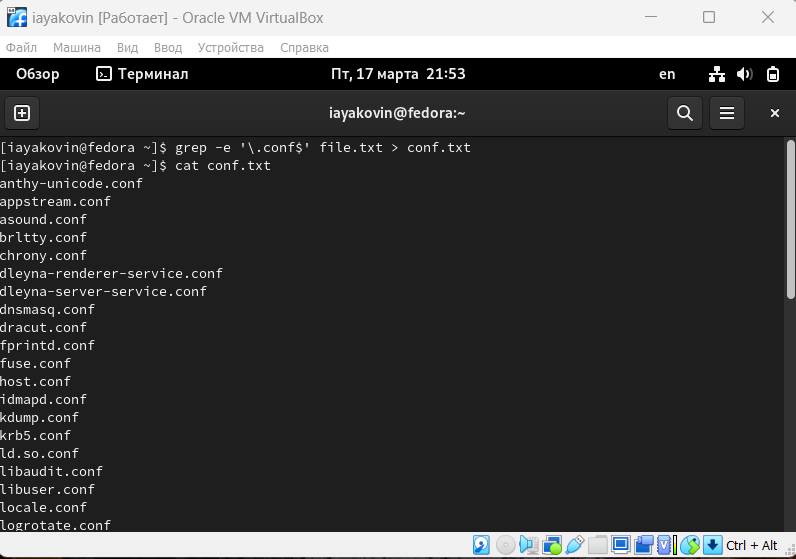 iayakovin [Работает] - Oracle VM VirtualBox
Файл Машина Вид Ввод Устройства Справка
Обзор Терминал Пт, 17 марта 21:53 en
iayakovin@fedora:~
[iayakovin@fedora ~]$ grep -e '\.conf$' file.txt > conf.txt
[iayakovin@fedora ~]$ cat conf.txt
anthy-unicode.conf
appstream.conf
asound.conf
brltty.conf
chrony.conf
dleyna-renderer-service.conf
dleyna-server-service.conf
dnsmasq.conf
dracut.conf
fprintd.conf
fuse.conf
host.conf
idmapd.conf
kdump.conf
krb5.conf
ld.so.conf
libaudit.conf
libuser.conf
locale.conf
logrotate.conf
Ctrl + Alt